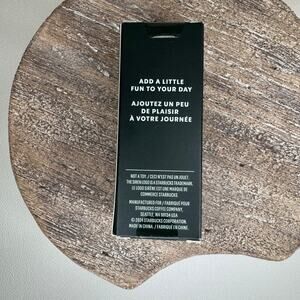 ADD A LITTLE
FUN TO YOUR DAY
AJOUTEZ UN PEU
DE PLAISIR
À VOTRE JOURNÉE
NOT A TOY. / CECI N'EST PAS UN JOUET.
THE SIREN LOGO IS A STARBUCKS TRADEMARK.
LE LOGO SIRÈNE EST UNE MARQUE DE
COMMERCE STARBUCKS.
MANUFACTURED FOR / FABRIQUÉ POUR
STARBUCKS COFFEE COMPANY,
SEATTLE, WA 98134 USA
© 2024 STARBUCKS CORPORATION.
MADE IN CHINA. / FABRIQUÉ EN CHINE.